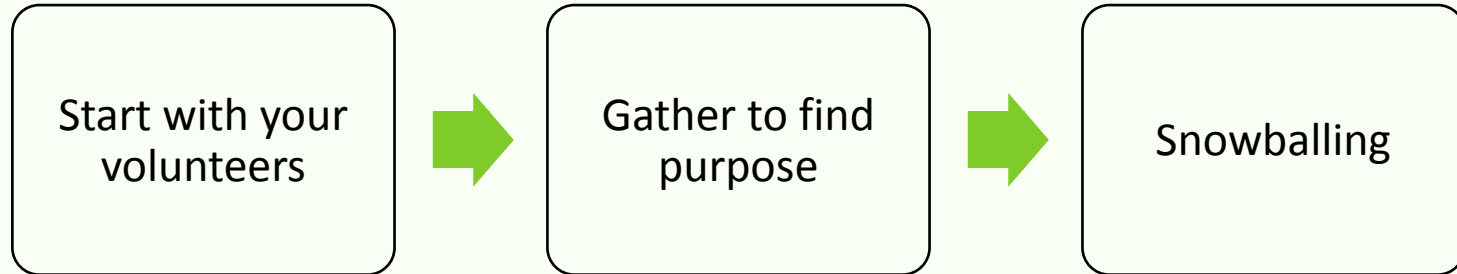 Start with your
volunteers
Gather to find
purpose
Snowballing